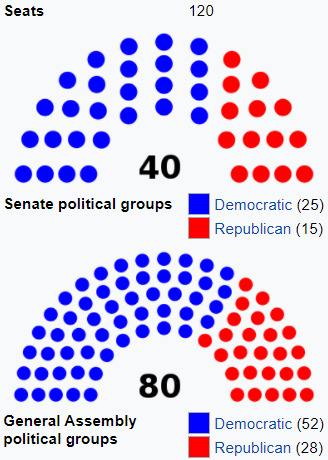 Seats 120
40
Senate political groups Democratic (25)
Republican (15)
80
General Assembly Democratic (52)
political groups Republican (28)